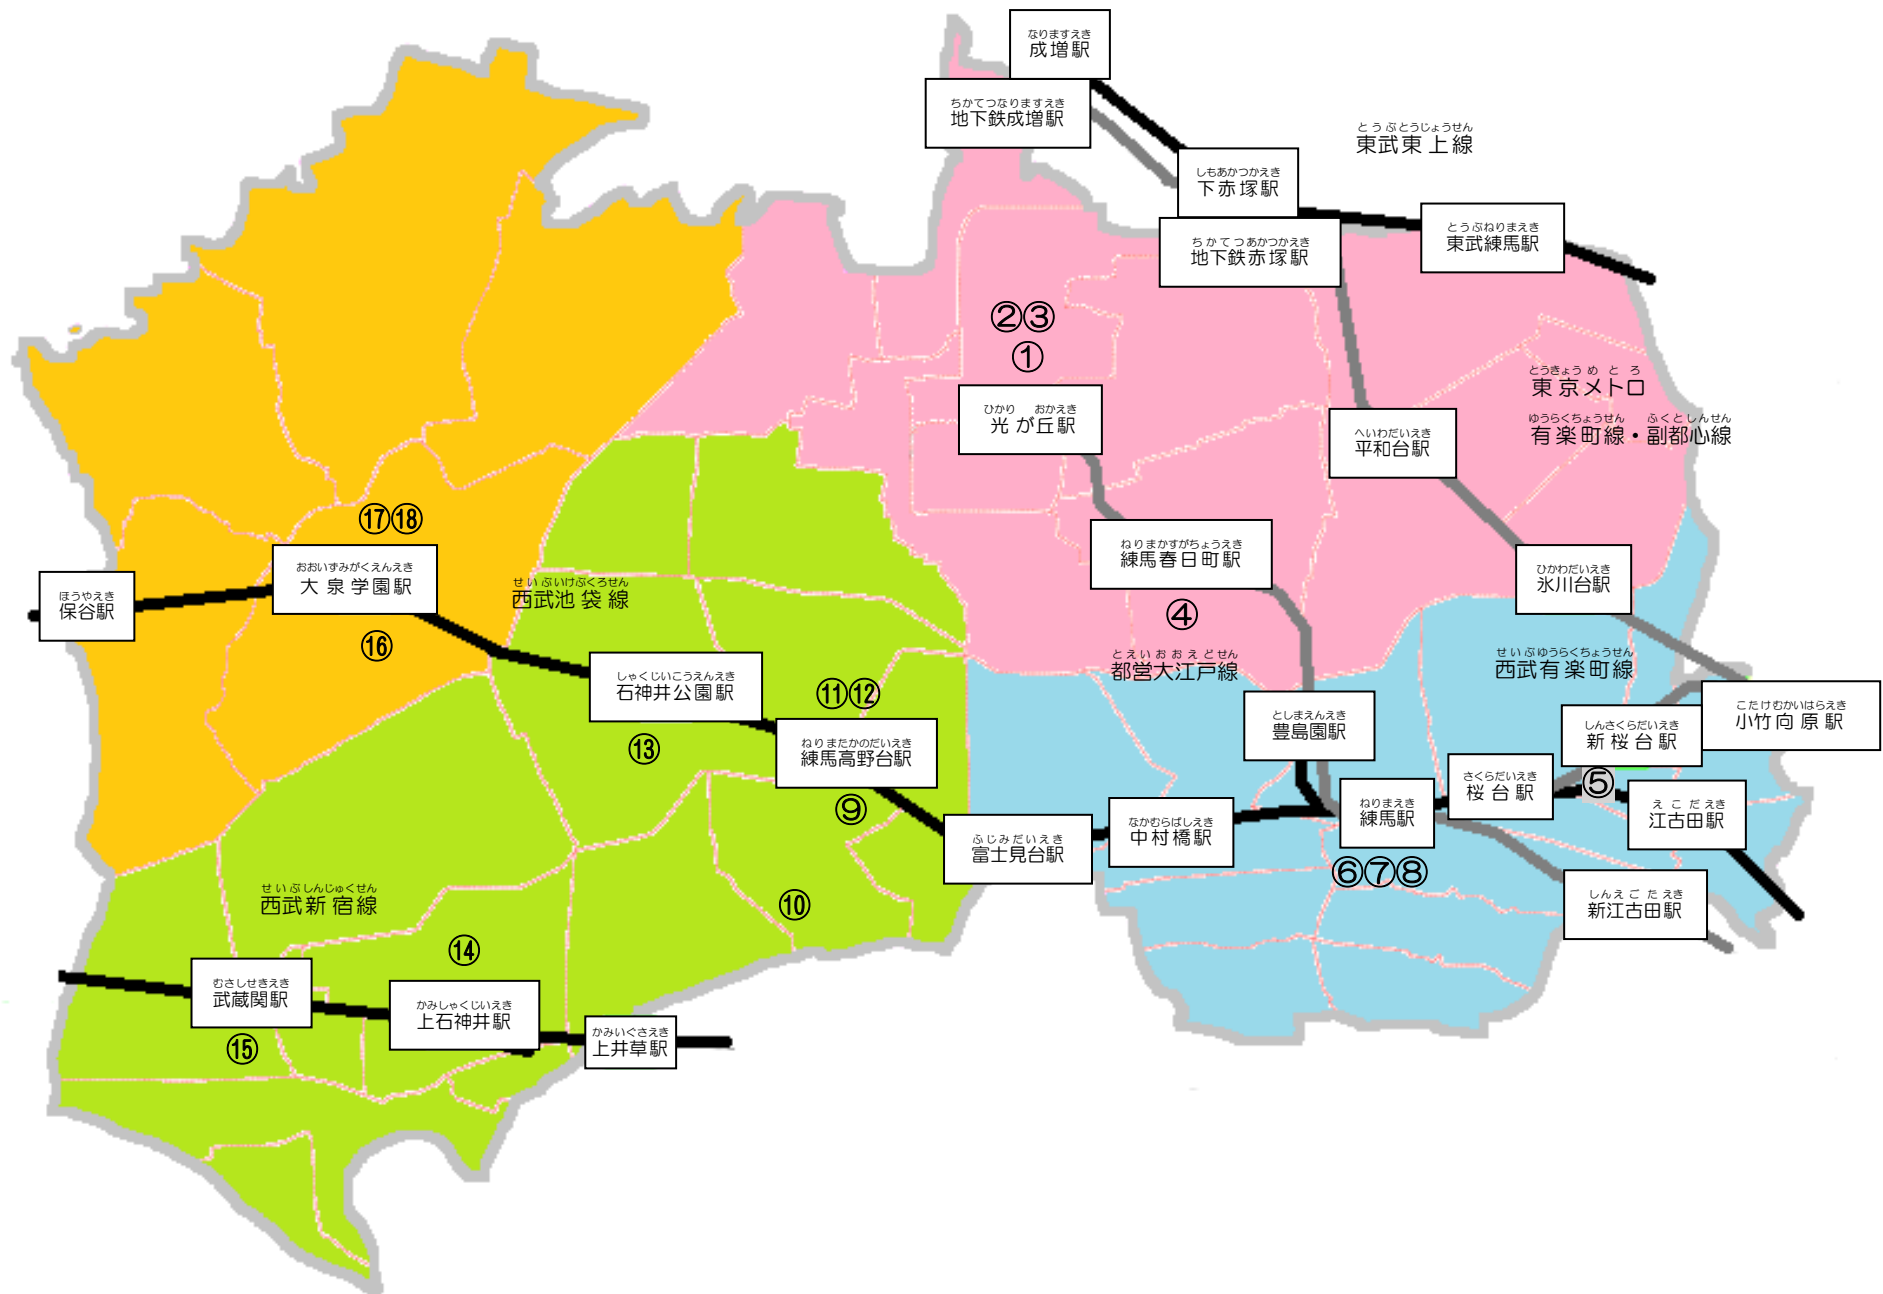 なりますえき
成増駅
ちかてつなりますえき
地下鉄成増駅
とうぶとうじょうせん
東武東上線
しもあかつかえき
下赤塚駅
とうぶねりまえき
東武練馬駅
ちかてつあかつかえき
地下鉄赤塚駅
②③
①
とうきょうめとろ
東京メトロ
ゆうらくちょうせん ふくとしんせん
有楽町線・副都心線
ひかり おかえき
光が丘駅
へいわだいえき
平和台駅
⑰⑱
ねりまかすがちょうえき
練馬春日町駅
おおいずみがくえんえき
大泉学園駅
ひかわだいえき
氷川台駅
ほうやえき
保谷駅
せいぶいけぶくろせん
西武池袋線
④
⑯
とえいおおえどせん
都営大江戸線
せいぶゆうらくちょうせん
西武有楽町線
しゃくじいこうえんえき
石神井公園駅
⑪⑫
こたけむかいはらえき
小竹向原駅
としまえんえき
豊島園駅
しんさくらだいえき
新桜台駅
⑬
ねりまたかのだいえき
練馬高野台駅
さくらだいえき
桜台駅
⑤
⑨
ねりまえき
練馬駅
えこだえき
江古田駅
なかむらばしえき
中村橋駅
ふじみだいえき
富士見台駅
⑥⑦⑧
せいぶしんじゅくせん
西武新宿線
⑩
しんえごたえき
新江古田駅
⑭
むさしせきえき
武蔵関駅
かみしゃくじいえき
上石神井駅
かみいぐさえき
上井草駅
⑮